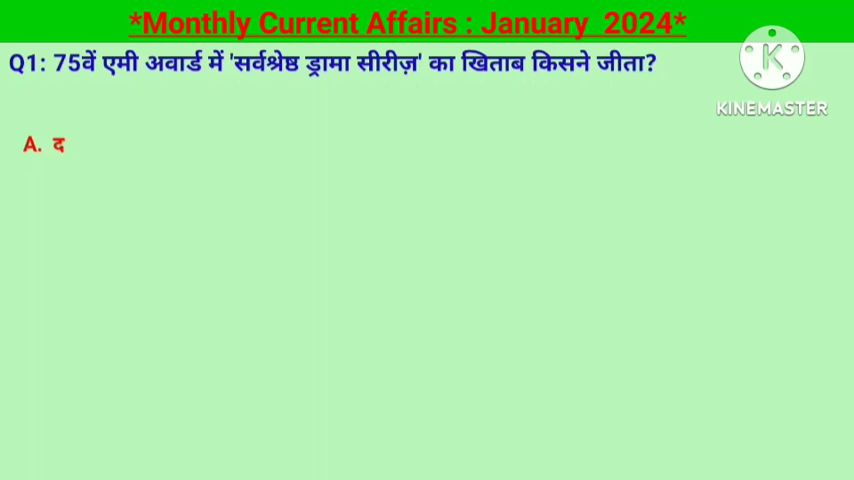 *Monthly Current Affairs : January 2024*
Q1: 75वें एमी अवार्ड में 'सर्वश्रेष्ठ ड्रामा सीरीज़' का खिताब किसने जीता?
K
KINEMASTER
A. द